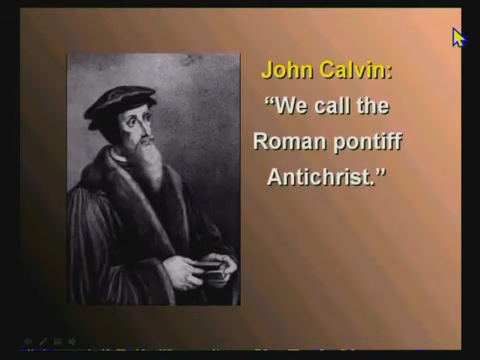 John Calvin:
“We call the
Roman pontiff
Antichrist.”